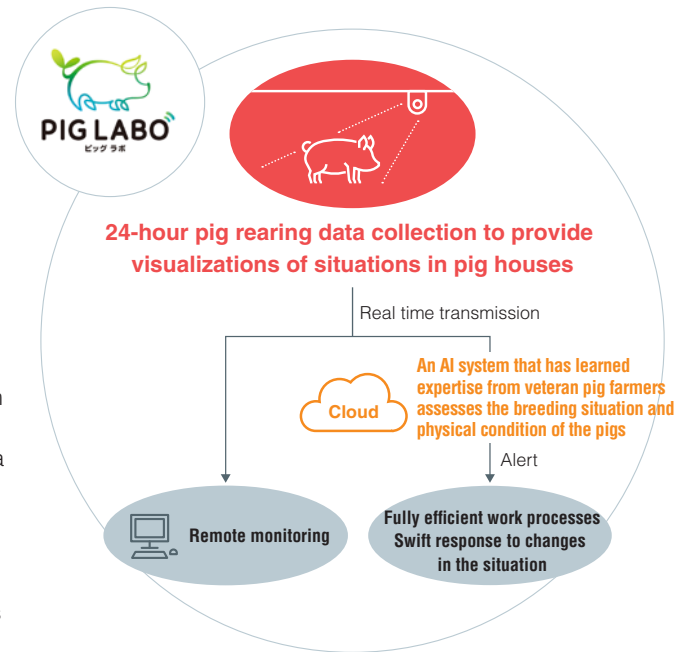 PIG LABO
ピッグ ラボ
24-hour pig rearing data collection to provide
visualizations of situations in pig houses
Real time transmission
An AI system that has learned
expertise from veteran pig farmers
assesses the breeding situation and
physical condition of the pigs
Cloud
Alert
Remote monitoring
Fully efficient work processes
Swift response to changes
in the situation
a